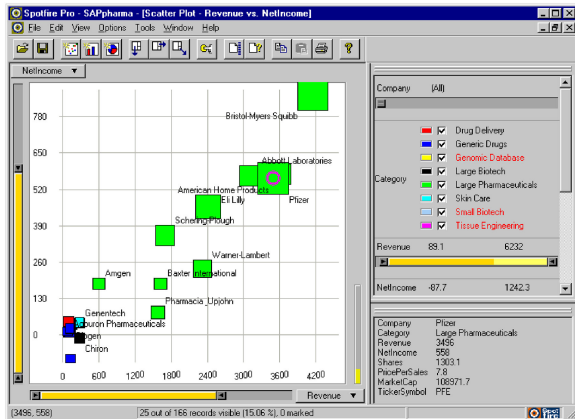 Spotfire Pro - SAPpharma - [Scatter Plot - Revenue vs. NetIncome]
File Edit View Options Tools Window Help
NetIncome
780
650
520
390
260
130
0
Bristol-Myers Squibb
Abbott Laboratories
American Home Products
Eli Lilly
Pfizer
Schering-Plough
Warner-Lambert
Amgen
Baxter International
Pharmacia_Upjohn
Genentech
Pharmaceuticals
Chiron
0 600 1200 1800 2400 3000 3600 4200
Revenue
Company (All)
Category
Drug Delivery
Generic Drugs
Genomic Database
Large Biotech
Large Pharmaceuticals
Skin Care
Small Biotech
Tissue Engineering
Revenue 89.1 6232
NetIncome -87.7 1242.3
Company Pfizer
Category Large Pharmaceuticals
Revenue 3496
NetIncome 558
Shares 1303.1
PricePerSales 7.8
MarketCap 108971.7
TickerSymbol PFE
(3496, 558) 25 out of 166 records visible (15.06 %), 0 marked
Spotfire